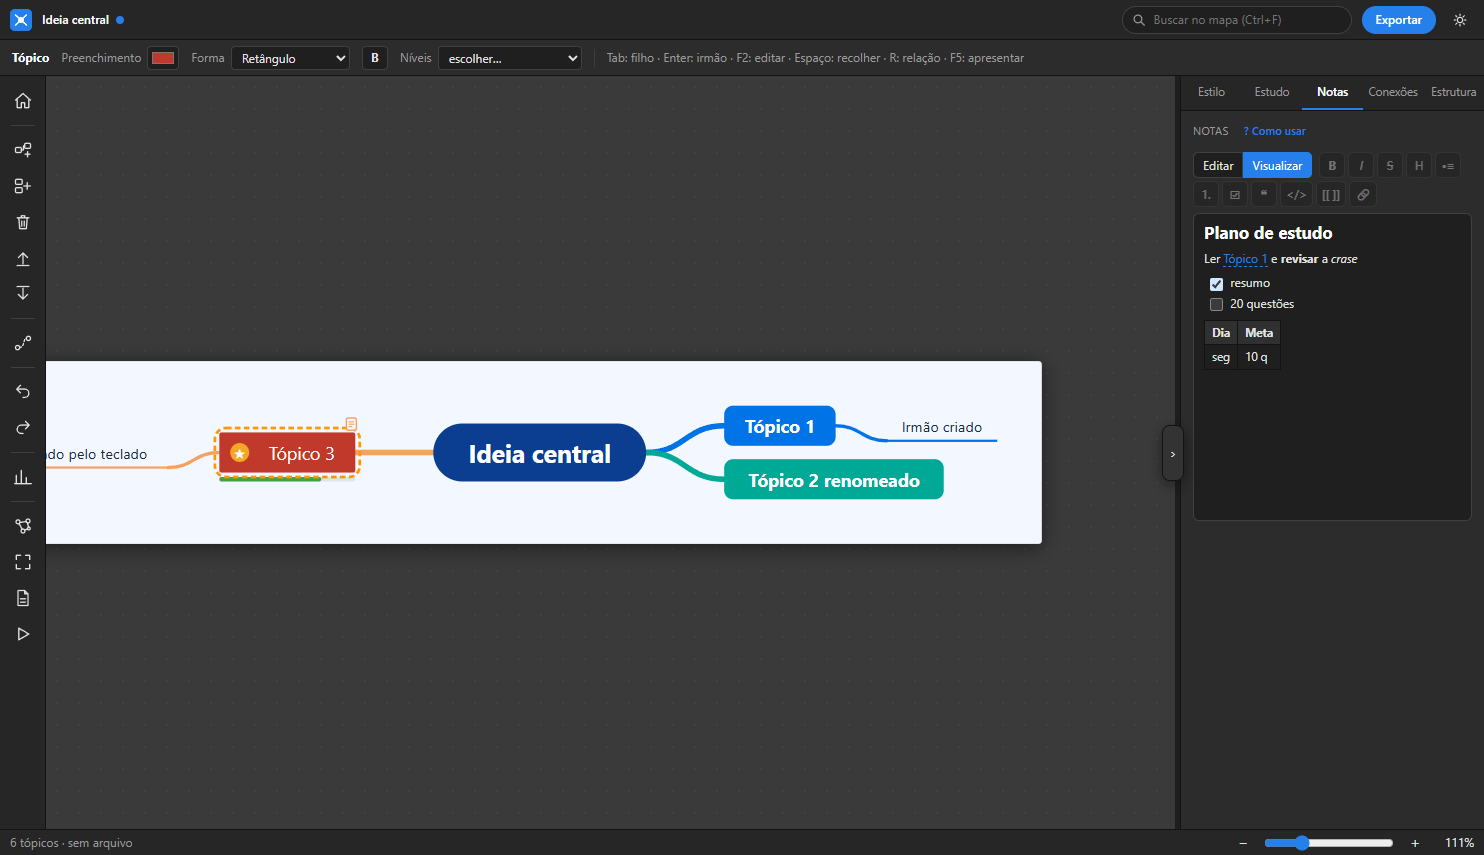 Ideia central
Buscar no mapa (Ctrl+F)
Exportar
Tópico
Preenchimento
Forma
Retângulo
B
Níveis
escolher...
Tab: filho · Enter: irmão · F2: editar · Espaço: recolher · R: relação · F5: apresentar
Estilo
Estudo
Notas
Conexões
Estrutura
NOTAS
? Como usar
Editar
Visualizar
B
I
S
H
•≡
1.
☑
❝
</>
[[ ]]
Plano de estudo
Ler Tópico 1 e revisar a crase
resumo
20 questões
Dia Meta
seg 10 q
do pelo teclado
Tópico 3
Ideia central
Tópico 1
Irmão criado
Tópico 2 renomeado
›
6 tópicos · sem arquivo
−
+
111%